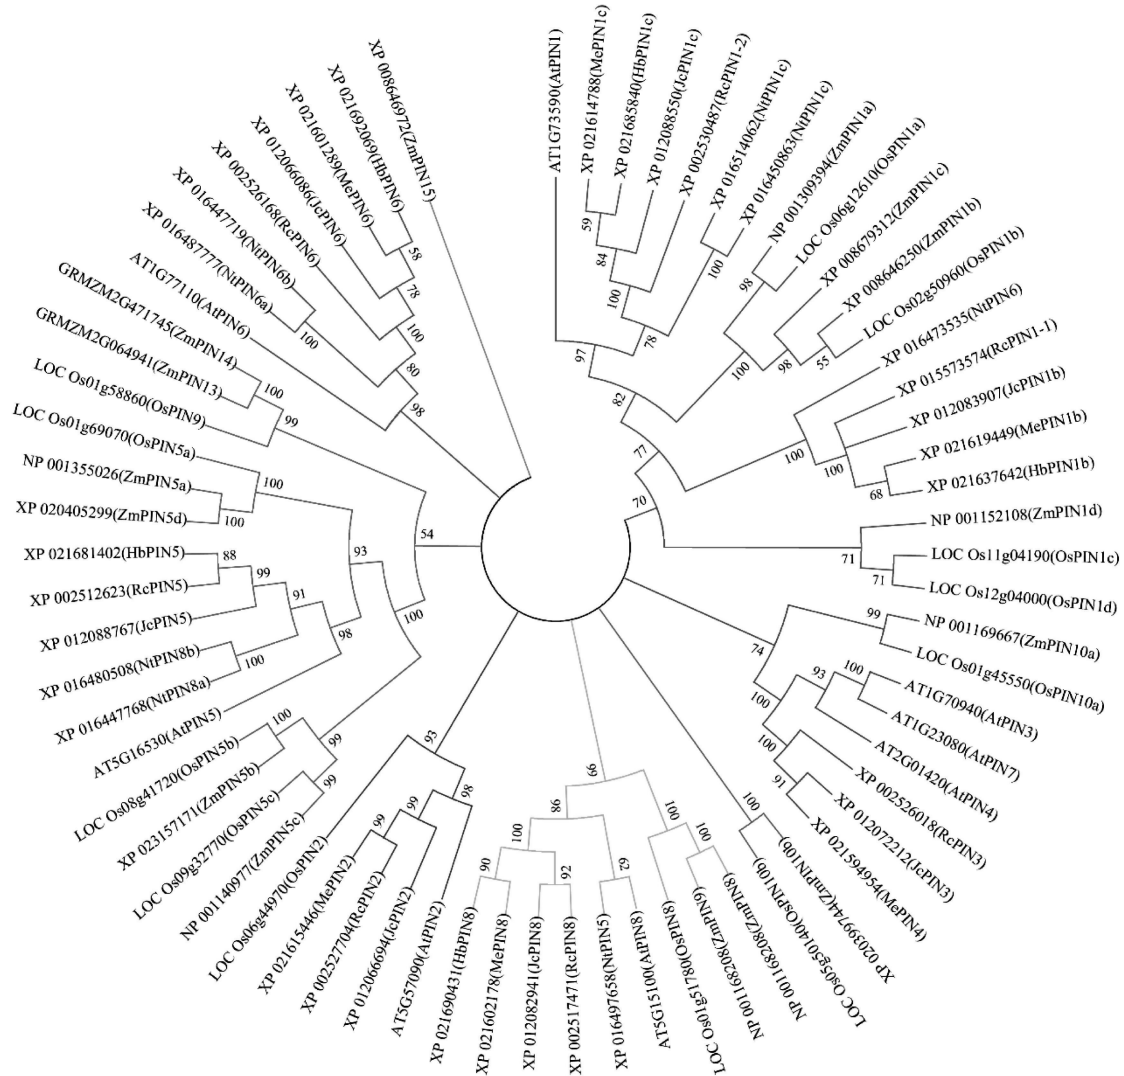 AT1G73590(AtPIN1)
XP 021614788(MePIN1c)
XP 021685840(HbPIN1c)
XP 012088550(JcPIN1c)
XP 002530487(RcPIN1-2)
XP 016514062(NtPIN1c)
XP 016450863(NtPIN1c)
NP 001309394(ZmPIN1a)
LOC Os06g12610(OsPIN1a)
XP 008679312(ZmPIN1c)
XP 008646250(ZmPIN1b)
LOC Os02g50960(OsPIN1b)
XP 016473535(NtPIN6)
XP 015573574(RcPIN1-1)
XP 012083907(JcPIN1b)
XP 021619449(MePIN1b)
XP 021637642(HbPIN1b)
NP 001152108(ZmPIN1d)
LOC Os11g04190(OsPIN1c)
LOC Os12g04000(OsPIN1d)
NP 001169667(ZmPIN10a)
LOC Os01g45550(OsPIN10a)
AT1G70940(AtPIN3)
AT1G23080(AtPIN7)
AT2G01420(AtPIN4)
XP 002526018(RcPIN3)
XP 012072212(JcPIN3)
XP 021594954(MePIN4)
XP 020399744(ZmPIN10b)
LOC Os05g50140(OsPIN10b)
NP 001168208(ZmPIN8)
NP 001168208(ZmPIN9)
LOC Os01g51780(OsPIN8)
AT5G15100(AtPIN8)
XP 016497658(NtPIN5)
XP 002517471(RcPIN8)
XP 012082941(JcPIN8)
XP 021602178(MePIN8)
XP 021690431(HbPIN8)
AT5G57090(AtPIN2)
XP 012066694(JcPIN2)
XP 002527704(RcPIN2)
XP 021615446(MePIN2)
LOC Os06g44970(OsPIN2)
NP 001140977(ZmPIN5c)
LOC Os09g32770(OsPIN5c)
XP 023157171(ZmPIN5b)
LOC Os08g41720(OsPIN5b)
AT5G16530(AtPIN5)
XP 016447768(NtPIN8a)
XP 016480508(NtPIN8b)
XP 012088767(JcPIN5)
XP 002512623(RcPIN5)
XP 021681402(HbPIN5)
XP 020405299(ZmPIN5d)
NP 001355026(ZmPIN5a)
LOC Os01g69070(OsPIN5a)
LOC Os01g58860(OsPIN9)
GRMZM2G064941(ZmPIN13)
GRMZM2G471745(ZmPIN14)
AT1G77110(AtPIN6)
XP 016487777(NtPIN6a)
XP 016447719(NtPIN6b)
XP 002526168(RcPIN6)
XP 012066086(JcPIN6)
XP 021601289(MePIN6)
XP 021692069(HbPIN6)
XP 008646972(ZmPIN15)
59
84
100
78
100
97
98
100
98
55
82
77
100
100
68
70
71
71
99
74
100
93
100
100
91
100
66
100
100
62
86
100
92
90
93
98
99
99
54
100
99
100
99
93
98
91
99
88
100
100
100
99
100
98
80
100
100
78
58